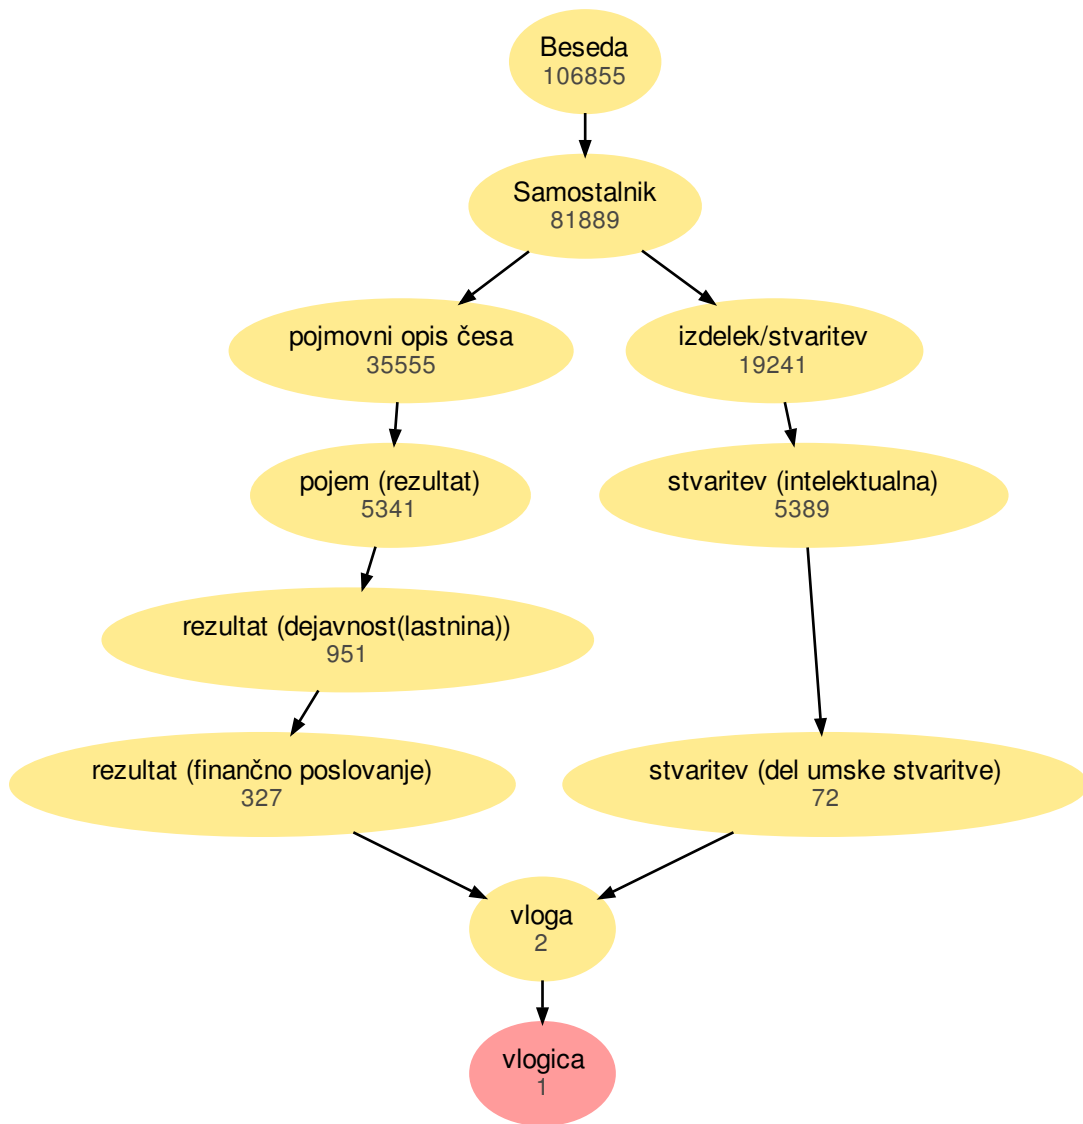 Beseda
106855
Samostalnik
81889
pojmovni opis česa
35555
izdelek/stvaritev
19241
pojem (rezultat)
5341
stvaritev (intelektualna)
5389
rezultat (dejavnost(lastnina))
951
rezultat (finančno poslovanje)
327
stvaritev (del umske stvaritve)
72
vloga
2
vlogica
1